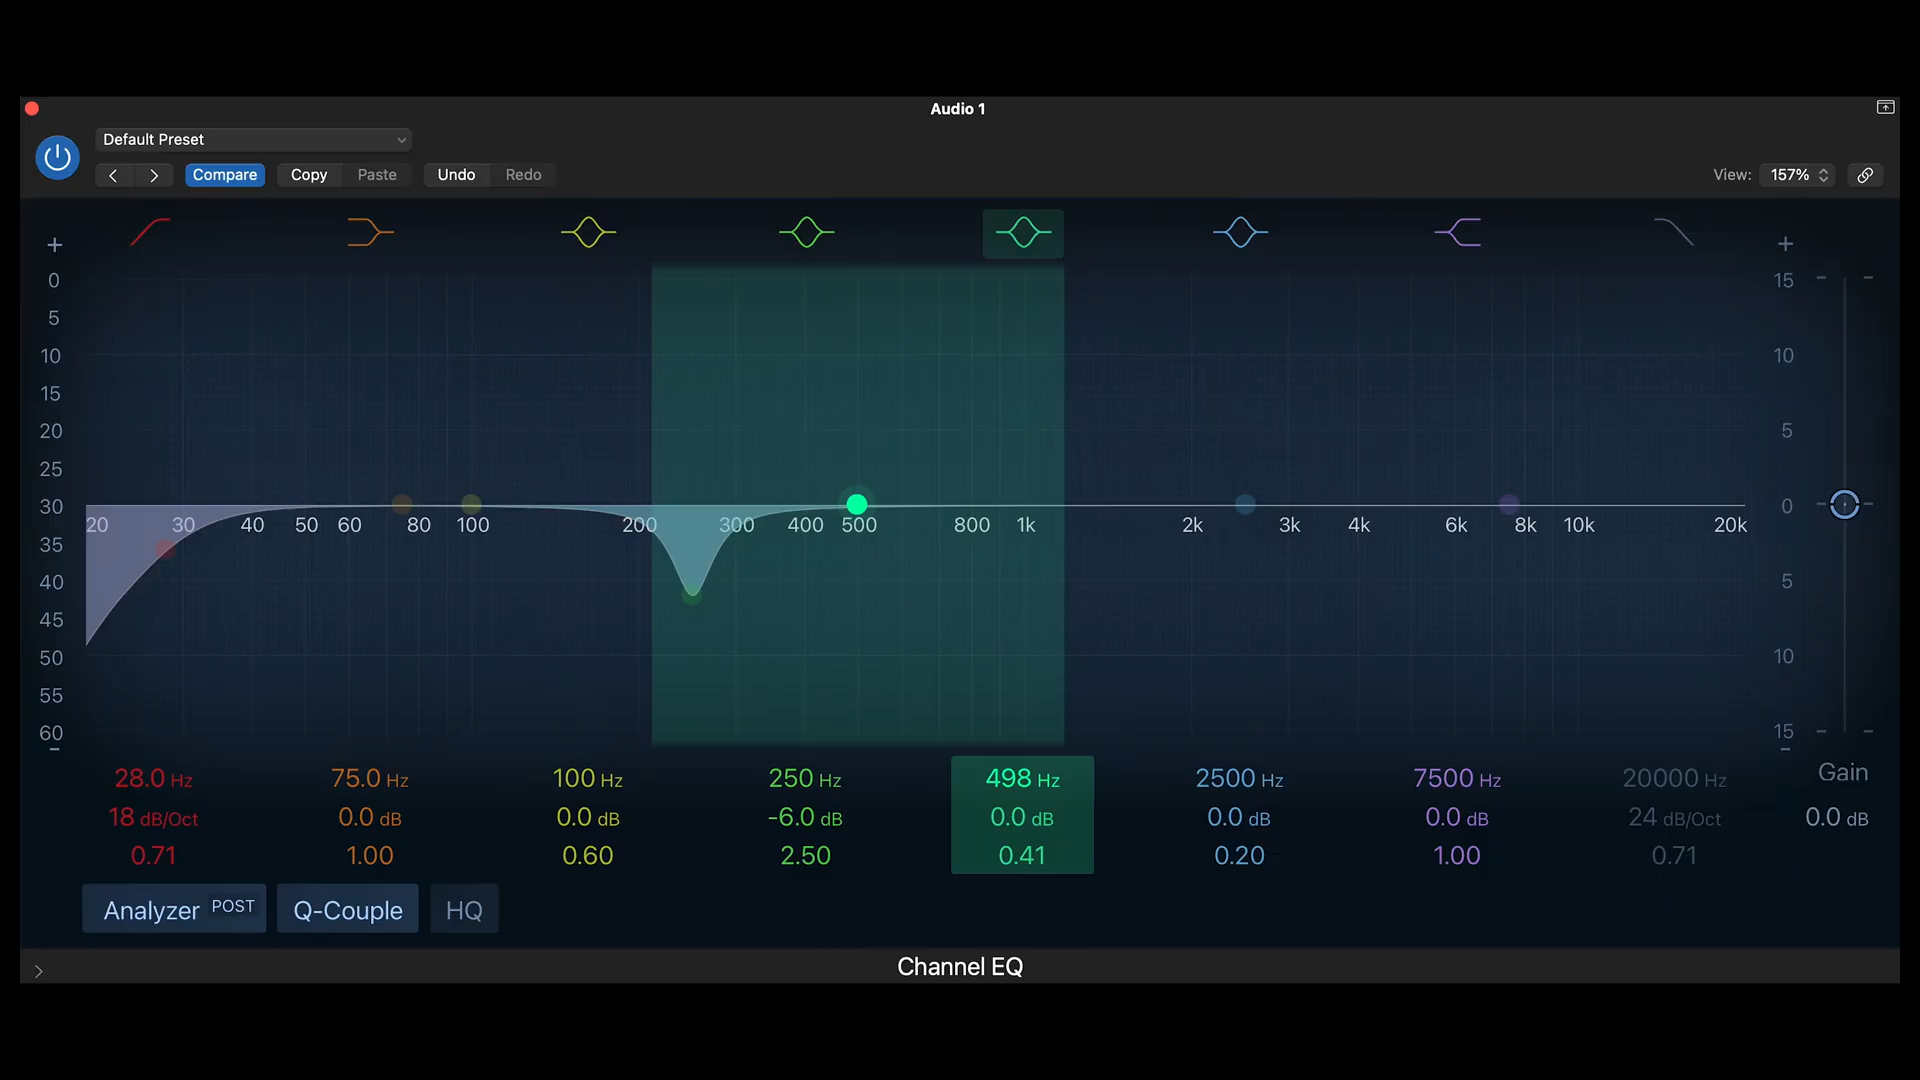 Audio 1
Default Preset
Compare Copy Paste Undo Redo View: 157%
+ +
0 15
5
10 10
15
20 5
25
30 0
20 30 40 50 60 80 100 200 300 400 500 800 1k 2k 3k 4k 6k 8k 10k 20k
35
40 5
45
50 10
55
60 15
- -
28.0 Hz 75.0 Hz 100 Hz 250 Hz 498 Hz 2500 Hz 7500 Hz 20000 Hz Gain
18 dB/Oct 0.0 dB 0.0 dB -6.0 dB 0.0 dB 0.0 dB 0.0 dB 24 dB/Oct 0.0 dB
0.71 1.00 0.60 2.50 0.41 0.20 1.00 0.71
Analyzer POST Q-Couple HQ
Channel EQ